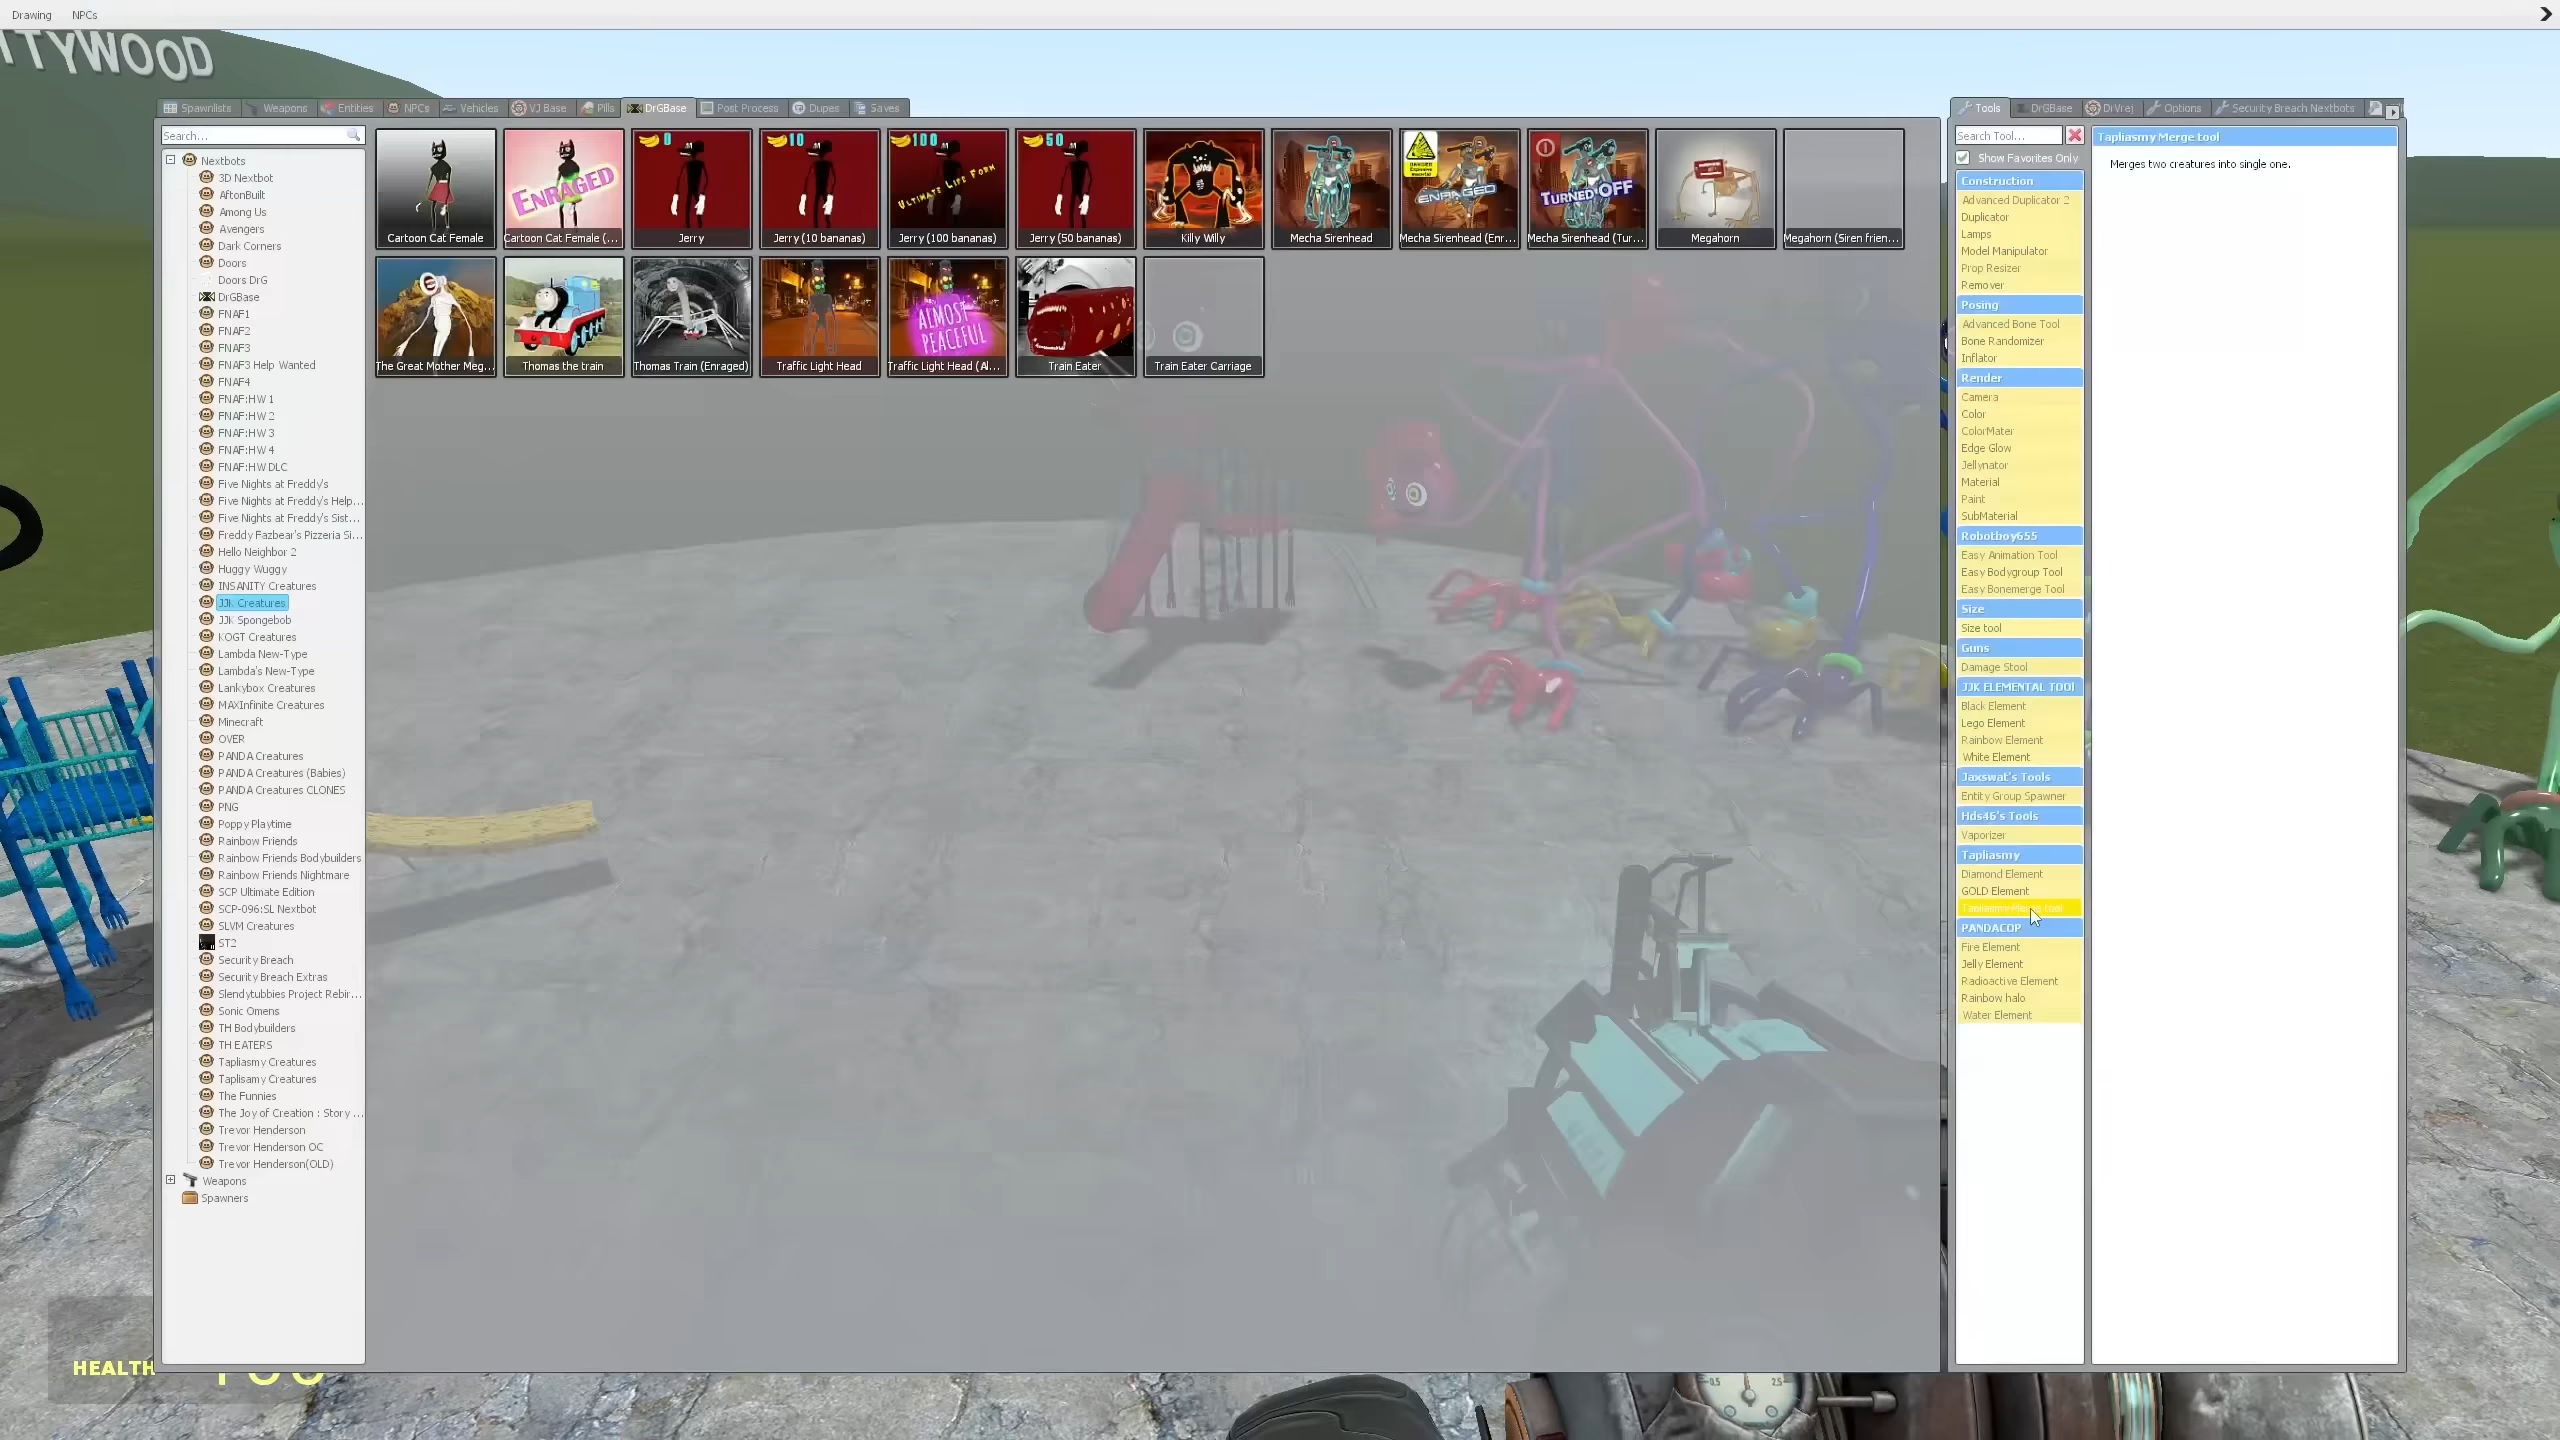 Drawing NPCs
ITYWOOD
Spawnlists Weapons Entities NPCs Vehicles VJ Base Pills DrGBase Post Process Dupes Saves
Search...
Nextbots
3D Nextbot
AftonBuilt
Among Us
Avengers
Dark Corners
Doors
Doors DrG
DrGBase
FNAF1
FNAF2
FNAF3
FNAF3 Help Wanted
FNAF4
FNAF:HW 1
FNAF:HW 2
FNAF:HW 3
FNAF:HW 4
FNAF:HW DLC
Five Nights at Freddy's
Five Nights at Freddy's Help...
Five Nights at Freddy's Sist...
Freddy Fazbear's Pizzeria Si...
Hello Neighbor 2
Huggy Wuggy
INSANITY Creatures
JJK Creatures
JJK Spongebob
KOGT Creatures
Lambda New-Type
Lambda's New-Type
Lankybox Creatures
MAXInfinite Creatures
Minecraft
OVER
PANDA Creatures
PANDA Creatures (Babies)
PANDA Creatures CLONES
PNG
Poppy Playtime
Rainbow Friends
Rainbow Friends Bodybuilders
Rainbow Friends Nightmare
SCP Ultimate Edition
SCP-096:SL Nextbot
SLVM Creatures
ST2
Security Breach
Security Breach Extras
Slendytubbies Project Rebir...
Sonic Omens
TH Bodybuilders
TH EATERS
Tapliasmy Creatures
Taplisamy Creatures
The Funnies
The Joy of Creation : Story ...
Trevor Henderson
Trevor Henderson OC
Trevor Henderson(OLD)
Weapons
Spawners
ENRAGED
0
10
100
ULTIMATE LIFE FORM
50
ENRAGED
TURNED OFF
Cartoon Cat Female
Cartoon Cat Female (...
Jerry
Jerry (10 bananas)
Jerry (100 bananas)
Jerry (50 bananas)
Killy Willy
Mecha Sirenhead
Mecha Sirenhead (Enr...
Mecha Sirenhead (Tur...
Megahorn
Megahorn (Siren frien...
ALMOST
PEACEFUL
The Great Mother Meg...
Thomas the train
Thomas Train (Enraged)
Traffic Light Head
Traffic Light Head (Al...
Train Eater
Train Eater Carriage
Tools DrGBase DrVrej Options Security Breach Nextbots
Search Tool...
Show Favorites Only
Construction
Advanced Duplicator 2
Duplicator
Lamps
Model Manipulator
Prop Resizer
Remover
Posing
Advanced Bone Tool
Bone Randomizer
Inflator
Render
Camera
Color
ColorMater
Edge Glow
Jellynator
Material
Paint
SubMaterial
Robotboy655
Easy Animation Tool
Easy Bodygroup Tool
Easy Bonemerge Tool
Size
Size tool
Guns
Damage Stool
JJK ELEMENTAL TOOl
Black Element
Lego Element
Rainbow Element
White Element
Jaxswat's Tools
Entity Group Spawner
Hds46's Tools
Vaporizer
Tapliasmy
Diamond Element
GOLD Element
Tapliasmy Merge tool
PANDACOP
Fire Element
Jelly Element
Radioactive Element
Rainbow halo
Water Element
Tapliasmy Merge tool
Merges two creatures into single one.
HEALTH
0.5 2.5